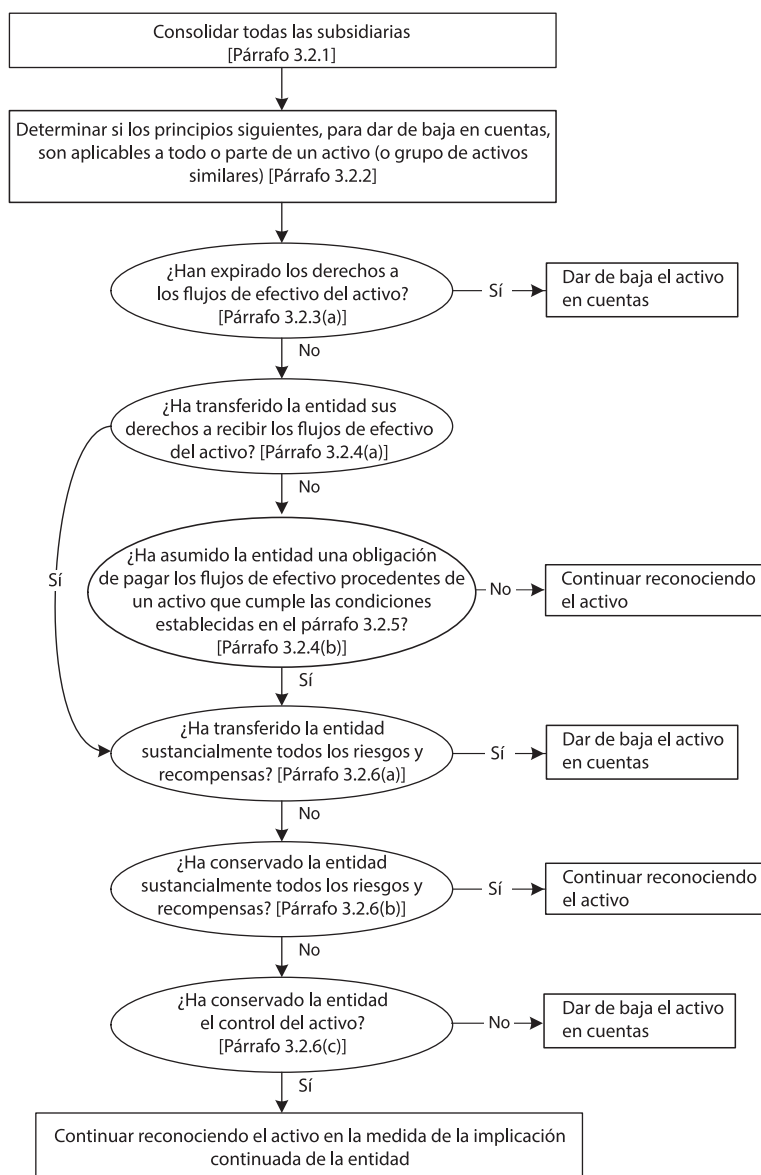 Consolidar todas las subsidiarias
[Párrafo 3.2.1]
Determinar si los principios siguientes, para dar de baja en cuentas,
son aplicables a todo o parte de un activo (o grupo de activos
similares) [Párrafo 3.2.2]
¿Han expirado los derechos a
los flujos de efectivo del activo?
[Párrafo 3.2.3(a)]
Sí
Dar de baja el activo
en cuentas
No
¿Ha transferido la entidad sus
derechos a recibir los flujos de efectivo
del activo? [Párrafo 3.2.4(a)]
No
Sí
¿Ha asumido la entidad una obligación
de pagar los flujos de efectivo procedentes de
un activo que cumple las condiciones
establecidas en el párrafo 3.2.5?
[Párrafo 3.2.4(b)]
No
Continuar reconociendo
el activo
Sí
¿Ha transferido la entidad
sustancialmente todos los riesgos y
recompensas? [Párrafo 3.2.6(a)]
Sí
Dar de baja el activo
en cuentas
No
¿Ha conservado la entidad
sustancialmente todos los riesgos y
recompensas? [Párrafo 3.2.6(b)]
Sí
Continuar reconociendo
el activo
No
¿Ha conservado la entidad
el control del activo?
[Párrafo 3.2.6(c)]
No
Dar de baja el activo
en cuentas
Sí
Continuar reconociendo el activo en la medida de la implicación
continuada de la entidad